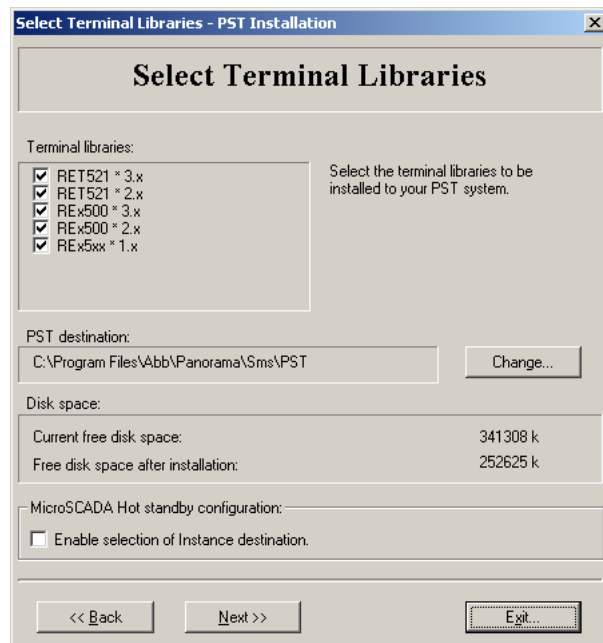 Select Terminal Libraries - PST Installation
Select Terminal Libraries
Terminal libraries:
RET521 * 3.x
RET521 * 2.x
REx500 * 3.x
REx500 * 2.x
REx5xx * 1.x
Select the terminal libraries to be
installed to your PST system.
PST destination:
C:\Program Files\Abb\Panorama\Sms\PST
Change...
Disk space:
Current free disk space: 341308 k
Free disk space after installation: 252625 k
MicroSCADA Hot standby configuration:
Enable selection of Instance destination.
<< Back Next >> Exit...